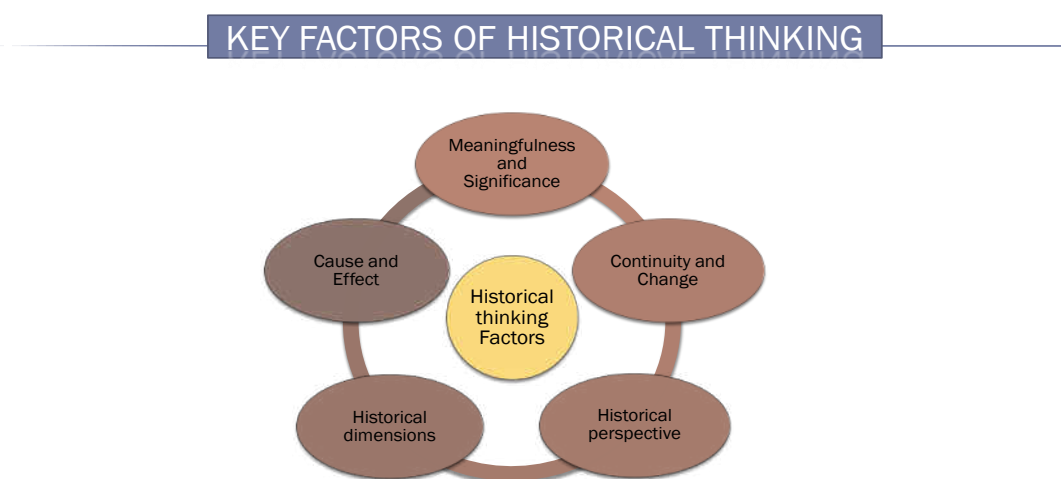 KEY FACTORS OF HISTORICAL THINKING
Meaningfulness
and
Significance
Cause and
Effect
Continuity and
Change
Historical
thinking
Factors
Historical
dimensions
Historical
perspective